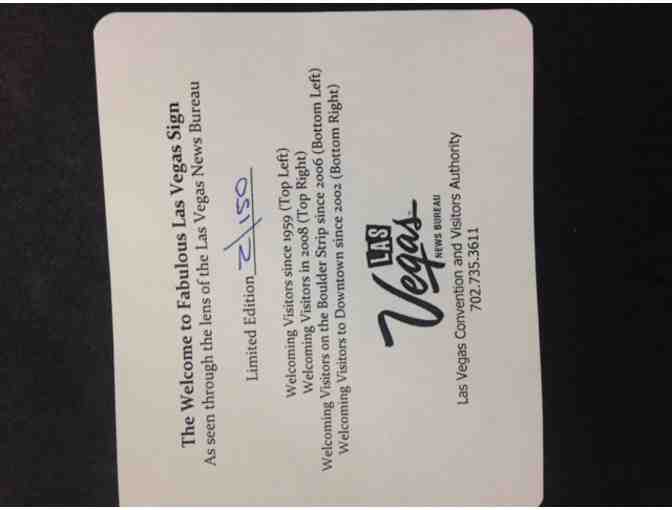 The Welcome to Fabulous Las Vegas Sign
As seen through the lens of the Las Vegas News Bureau
Limited Edition 2/150
Welcoming Visitors since 1959 (Top Left)
Welcoming Visitors in 2008 (Top Right)
Welcoming Visitors on the Boulder Strip since 2006 (Bottom Left)
Welcoming Visitors to Downtown since 2002 (Bottom Right)
LAS
Vegas
NEWS BUREAU
Las Vegas Convention and Visitors Authority
702.735.3611